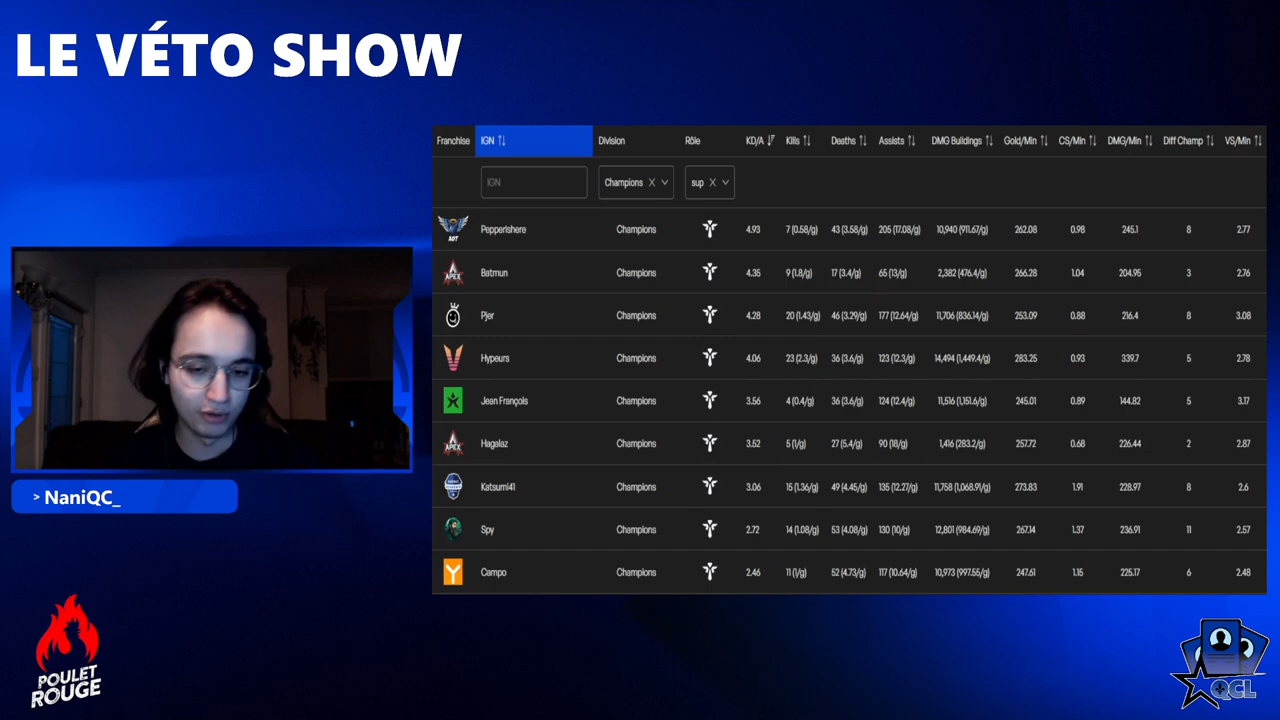 LE VÉTO SHOW
Franchise IGN Division Rôle KD/A Kills Deaths Assists DMG Buildings Gold/Min CS/Min DMG/Min Diff Champ VS/Min
IGN Champions X sup X
AOT Pepperishere Champions 4.93 7 (0.58/g) 43 (3.58/g) 205 (17.08/g) 10,940 (911.67/g) 262.08 0.98 245.1 8 2.77
APEX Batmun Champions 4.35 9 (1.8/g) 17 (3.4/g) 65 (13/g) 2,382 (476.4/g) 266.28 1.04 204.95 3 2.76
Pjer Champions 4.28 20 (1.43/g) 46 (3.29/g) 177 (12.64/g) 11,706 (836.14/g) 253.09 0.88 216.4 8 3.08
Hypeurs Champions 4.06 23 (2.3/g) 36 (3.6/g) 123 (12.3/g) 14,494 (1,449.4/g) 283.25 0.93 339.7 5 2.78
Jean François Champions 3.56 4 (0.4/g) 36 (3.6/g) 124 (12.4/g) 11,516 (1,151.6/g) 245.01 0.89 144.82 5 3.17
APEX Hagalaz Champions 3.52 5 (1/g) 27 (5.4/g) 90 (18/g) 1,416 (283.2/g) 257.72 0.68 226.44 2 2.87
Katsumi41 Champions 3.06 15 (1.36/g) 49 (4.45/g) 135 (12.27/g) 11,758 (1,068.91/g) 273.83 1.91 228.97 8 2.6
Spy Champions 2.72 14 (1.08/g) 53 (4.08/g) 130 (10/g) 12,801 (984.69/g) 267.14 1.37 236.91 11 2.57
Campo Champions 2.46 11 (1/g) 52 (4.73/g) 117 (10.64/g) 10,973 (997.55/g) 247.61 1.15 225.17 6 2.48
> NaniQC_
POULET
ROUGE
QCL